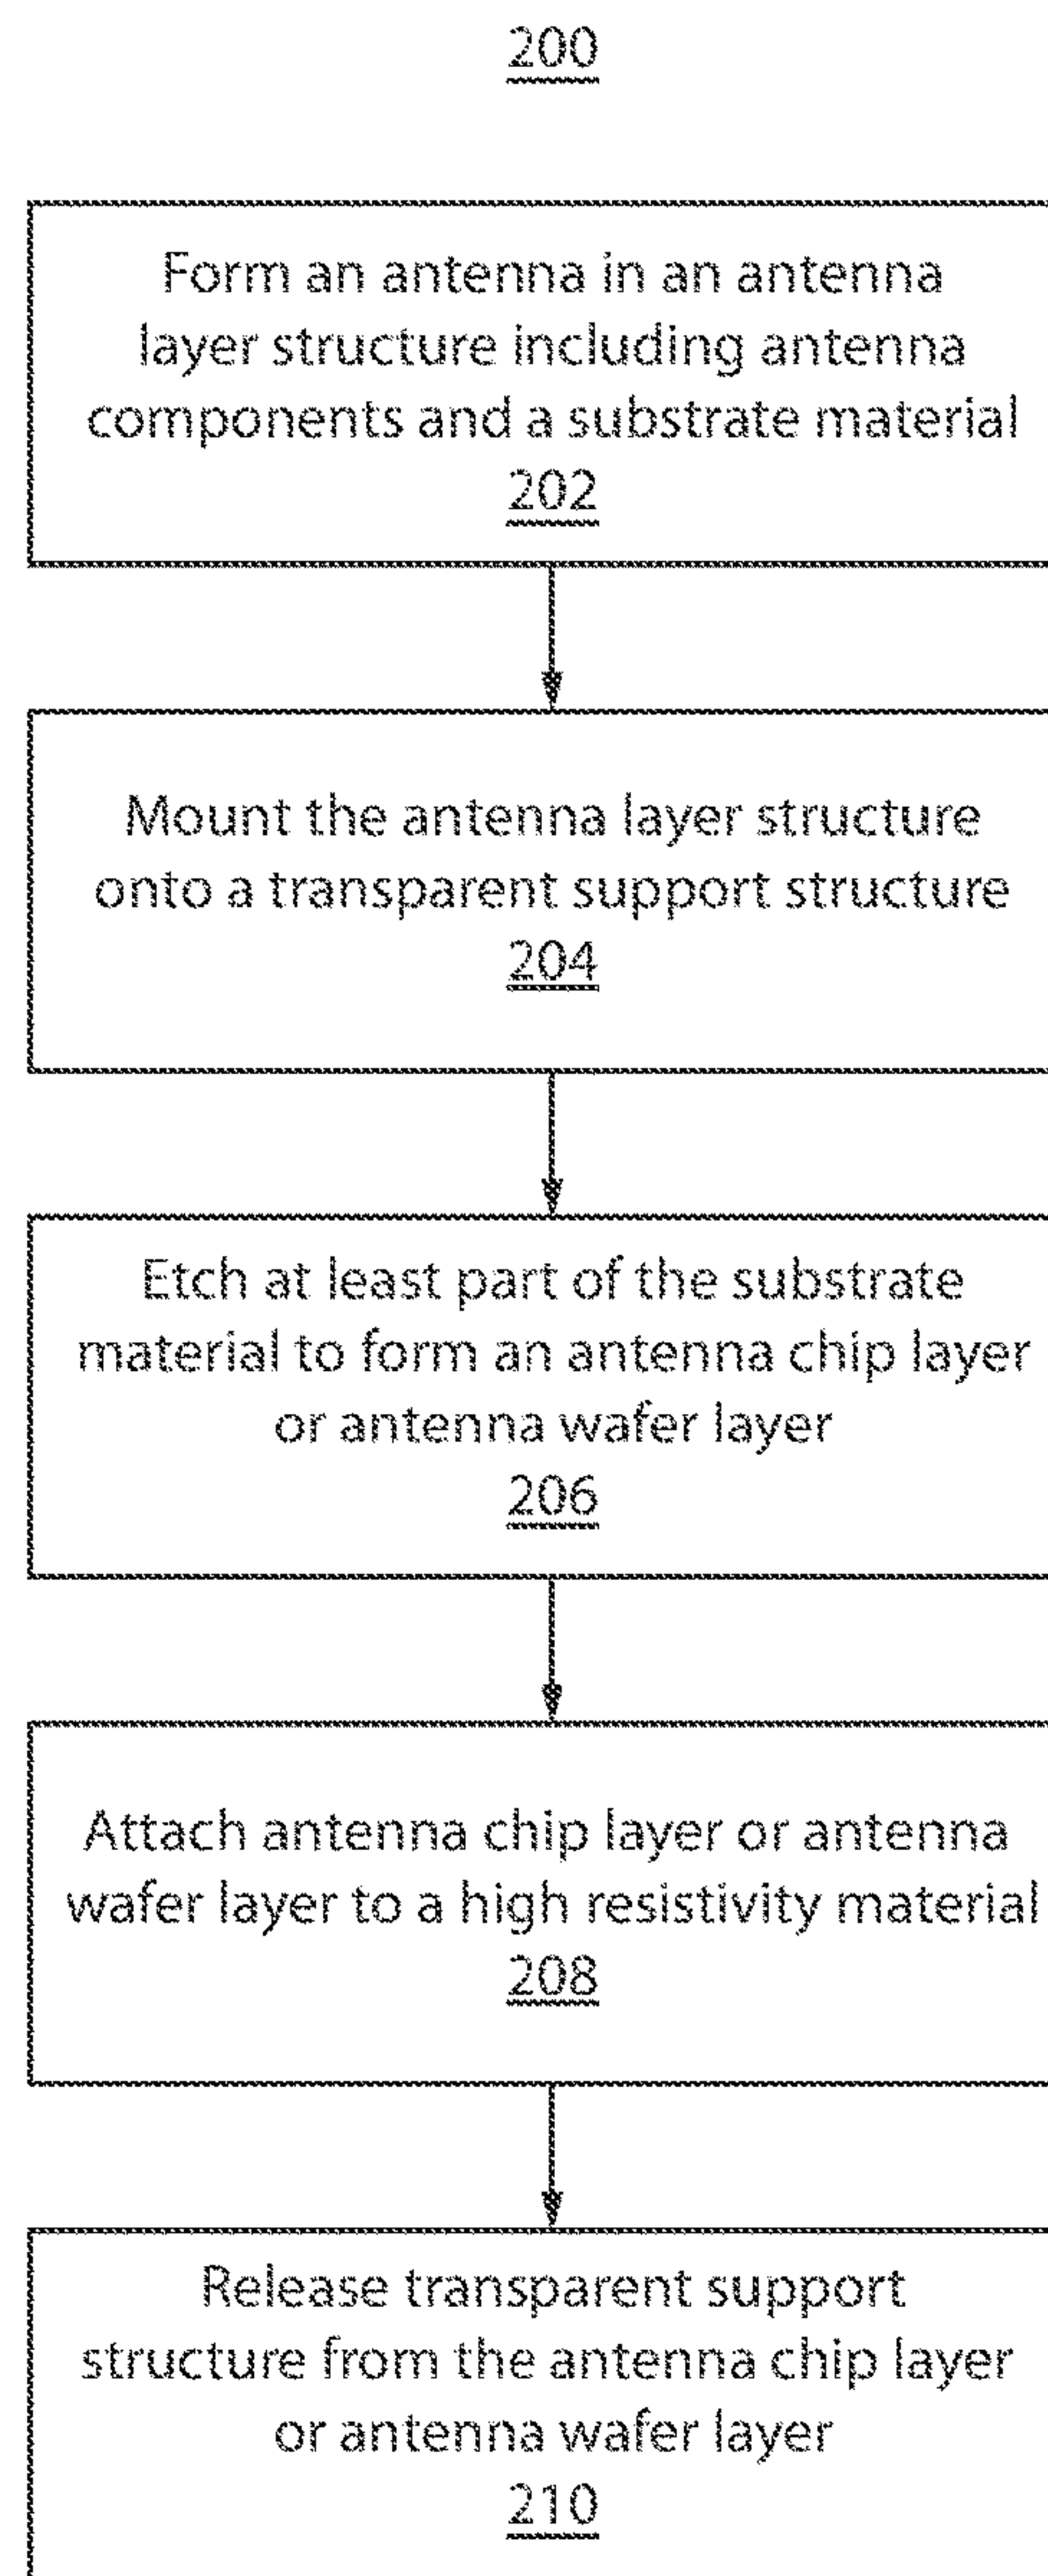 200
Form an antenna in an antenna
layer structure including antenna
components and a substrate material
202
Mount the antenna layer structure
onto a transparent support structure
204
Etch at least part of the substrate
material to form an antenna chip layer
or antenna wafer layer
206
Attach antenna chip layer or antenna
wafer layer to a high resistivity material
208
Release transparent support
structure from the antenna chip layer
or antenna wafer layer
210